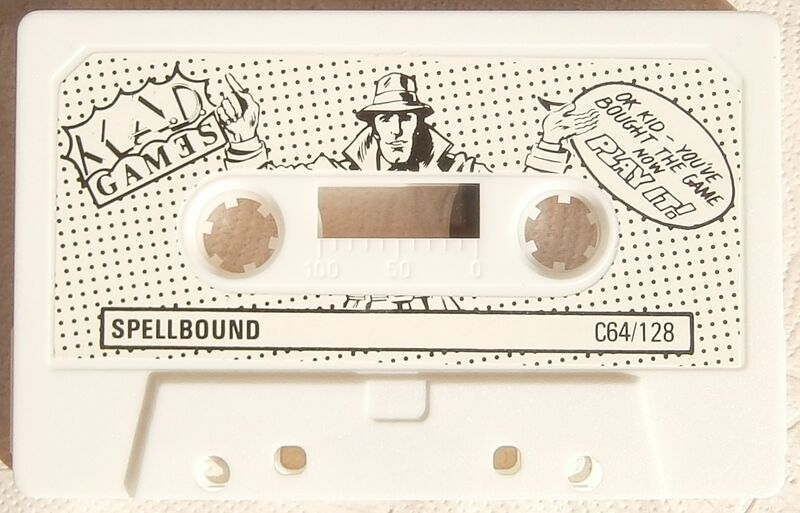 M.A.D
GAMES
OK KID - YOU'VE
BOUGHT THE GAME
NOW
PLAY IT!
100 50 0
SPELLBOUND C64/128